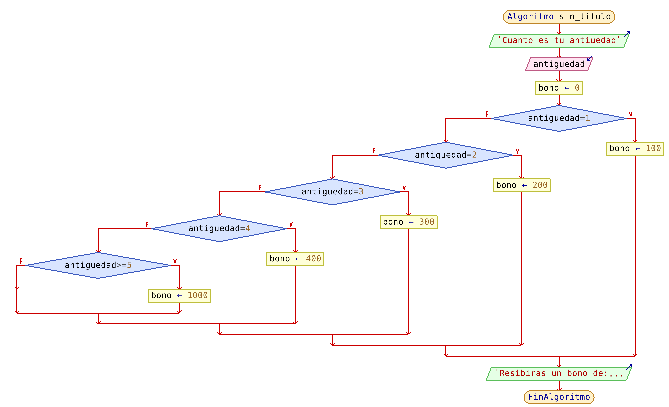 Algoritmo sin_titulo
'Cuanto es tu antiuedad'
antiguedad
bono ← 0
antiguedad=1
F
V
bono ← 100
antiguedad=2
F
V
bono ← 200
antiguedad=3
F
V
bono ← 300
antiguedad=4
F
V
bono ← 400
antiguedad>=5
F
V
bono ← 1000
'Resibiras un bono de:,...
FinAlgoritmo